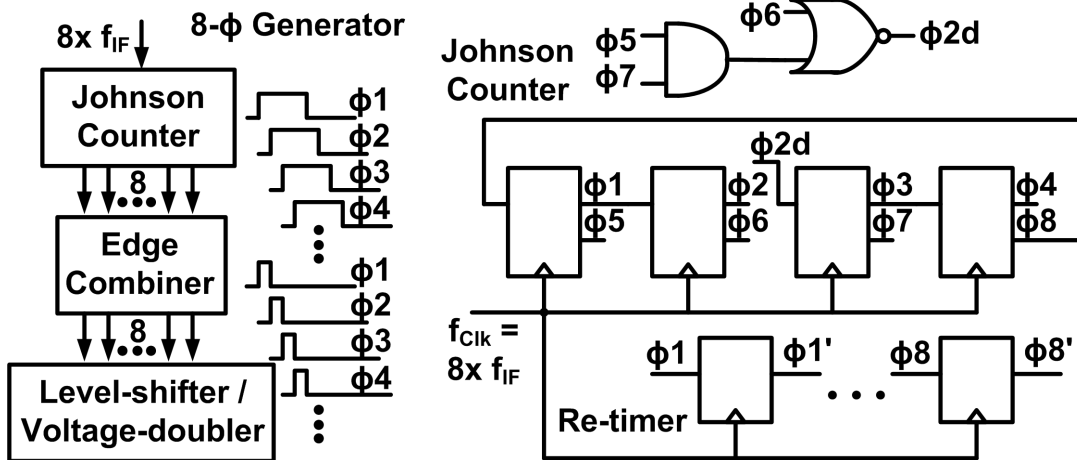 8-ϕ Generator
8x fIF
Johnson
Counter
8
Edge
Combiner
8
Level-shifter /
Voltage-doubler
ϕ1
ϕ2
ϕ3
ϕ4
ϕ1
ϕ2
ϕ3
ϕ4
Johnson
Counter
ϕ5
ϕ7
ϕ6
ϕ2d
ϕ1
ϕ5
ϕ2
ϕ6
ϕ2d
ϕ3
ϕ7
ϕ4
ϕ8
fClk =
8x fIF
Re-timer
ϕ1
ϕ1'
ϕ8
ϕ8'